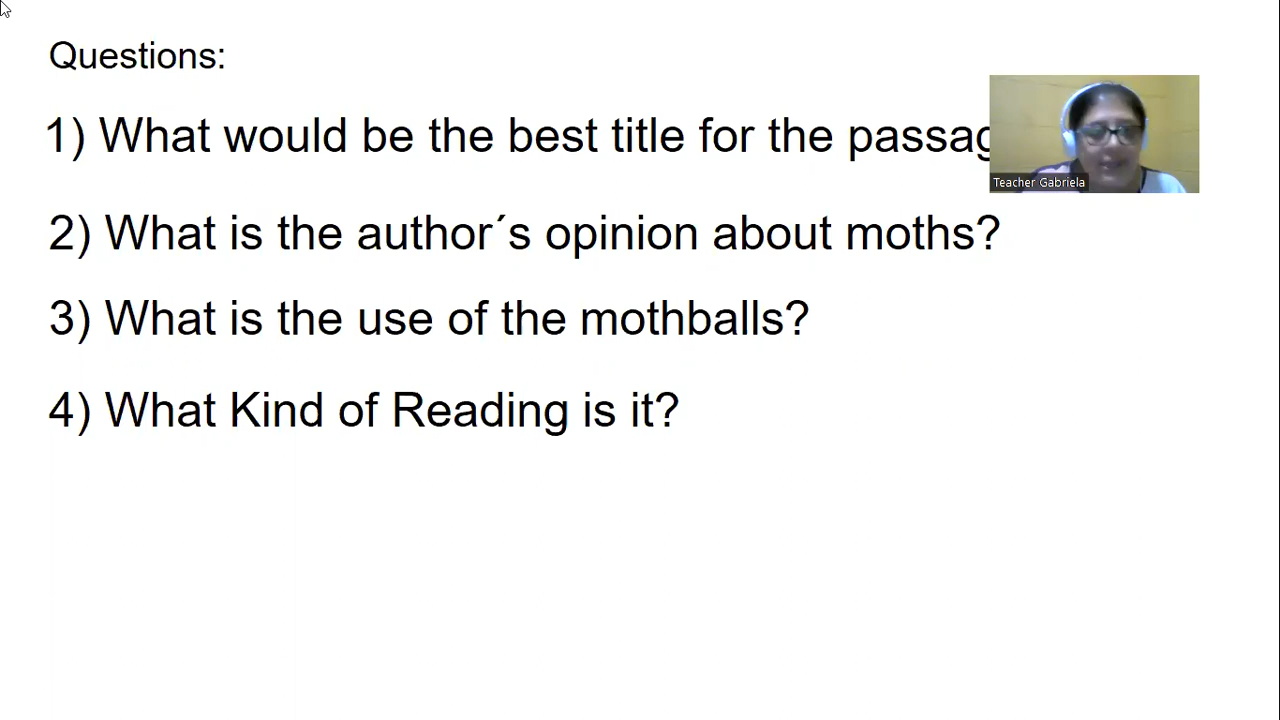 Questions:
1) What would be the best title for the
2) What is the author´s opinion about moths?
3) What is the use of the mothballs?
4) What Kind of Reading is it?
Teacher Gabriela